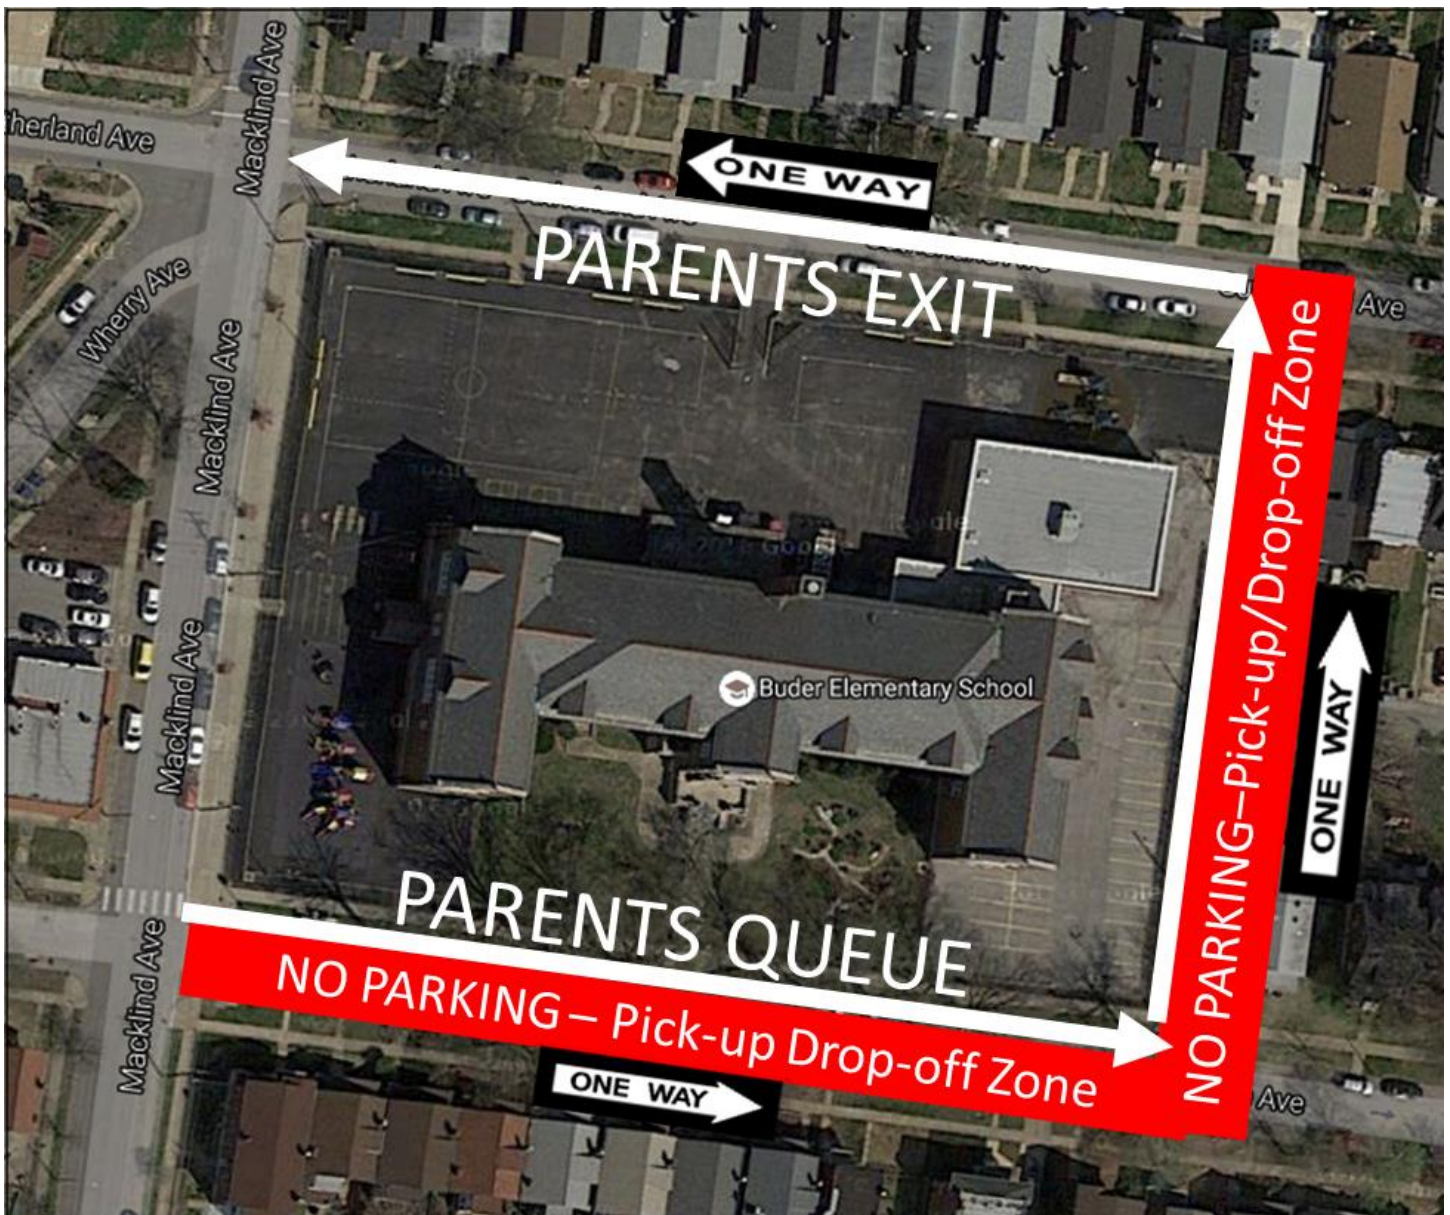 Macklind Ave
herland Ave
ONE WAY
PARENTS EXIT
Ave
Wherry Ave
Macklind Ave
NO PARKING–Pick-up/Drop-off Zone
Buder Elementary School
ONE WAY
Macklind Ave
PARENTS QUEUE
NO PARKING – Pick-up Drop-off Zone
Macklind Ave
ONE WAY
Ave